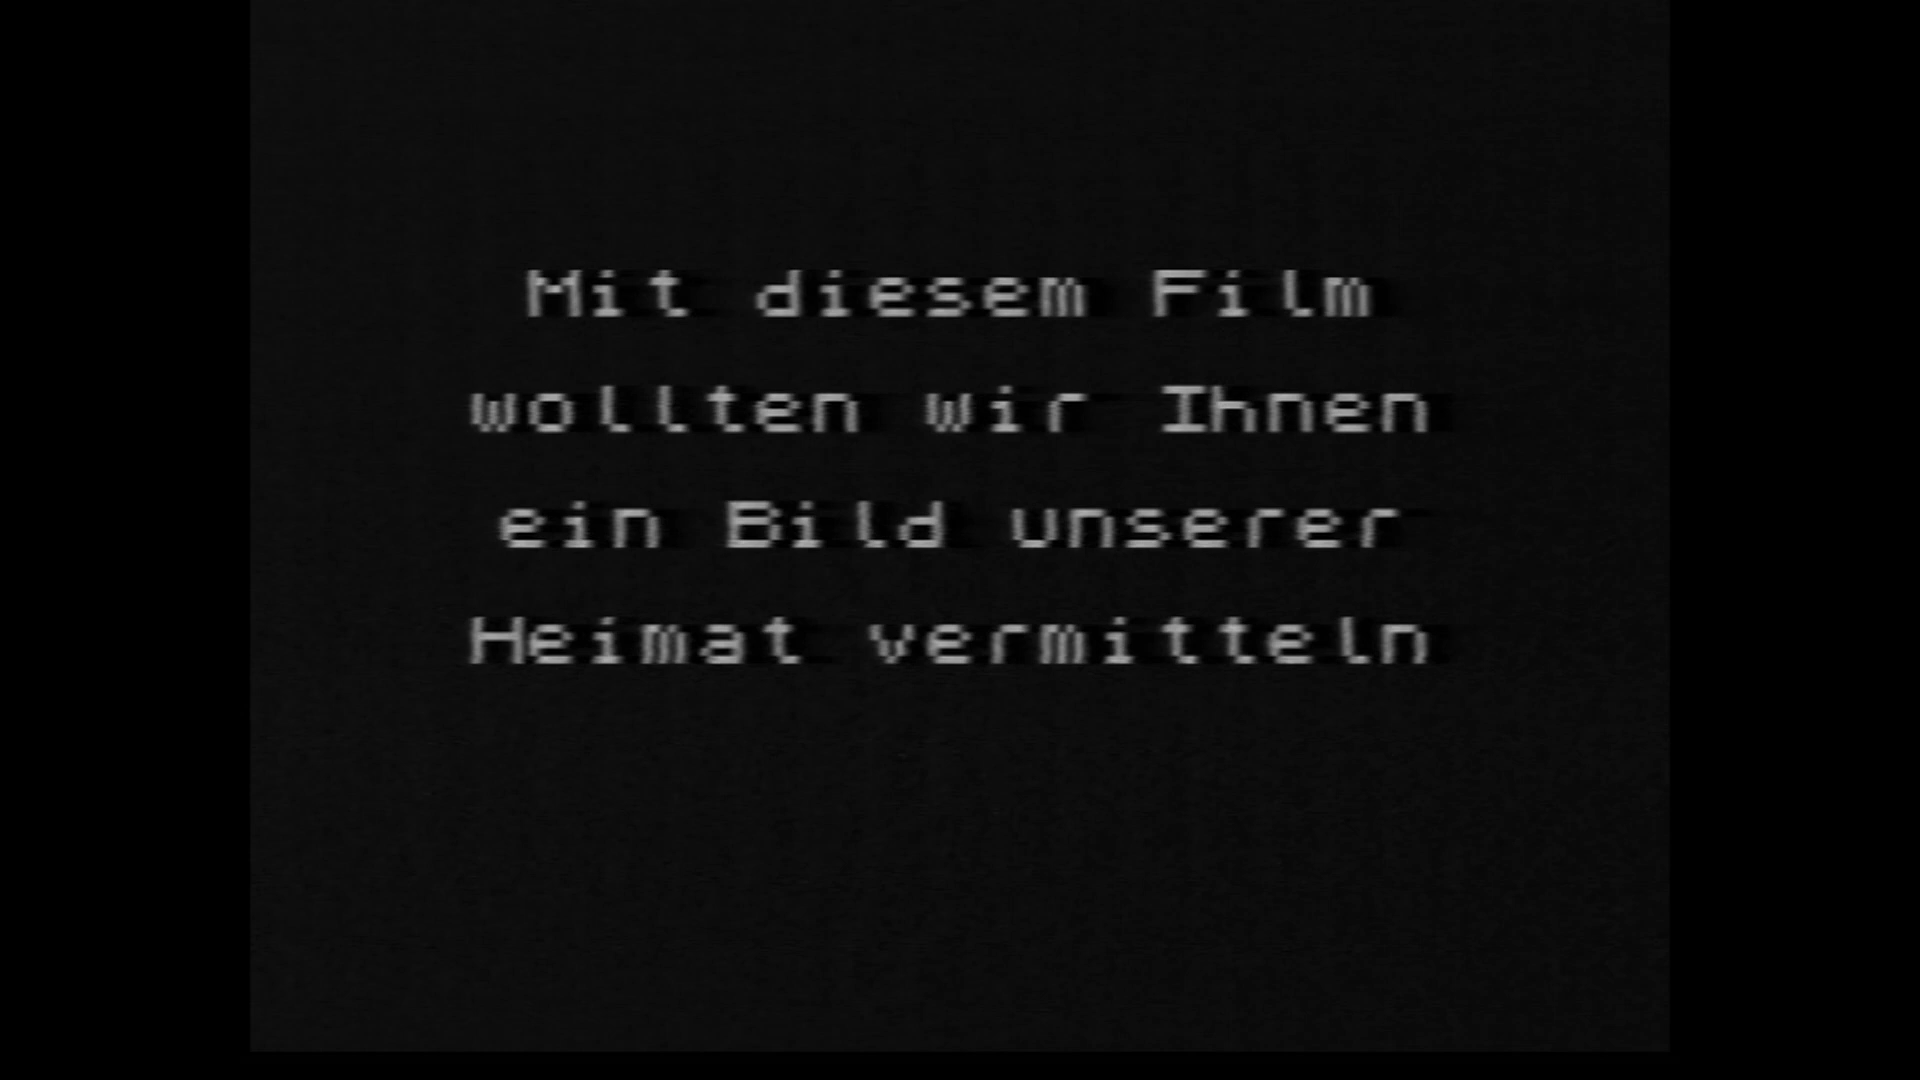 Mit diesem Film
wollten wir Ihnen
ein Bild unserer
Heimat vermitteln